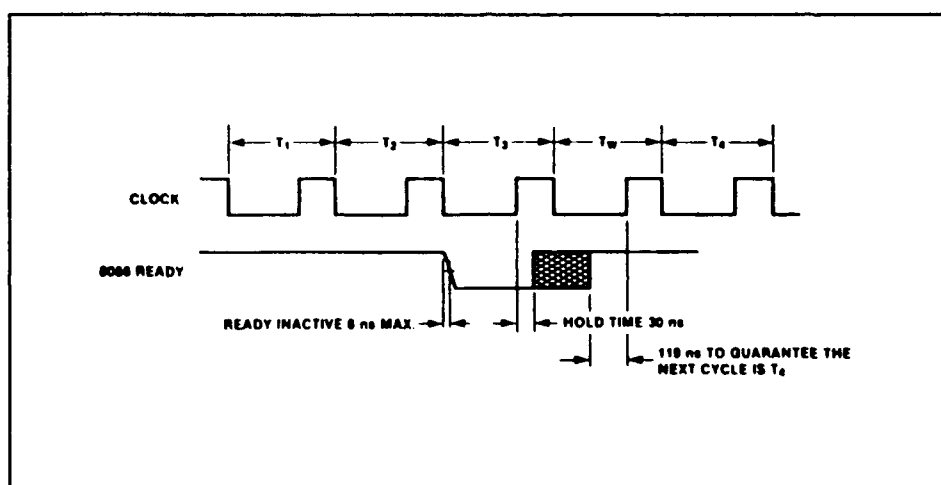 T1 T2 T3 TW T4
CLOCK
8086 READY
READY INACTIVE 8 ns MAX.
HOLD TIME 30 ns
119 ns TO QUARANTEE THE
NEXT CYCLE IS T4